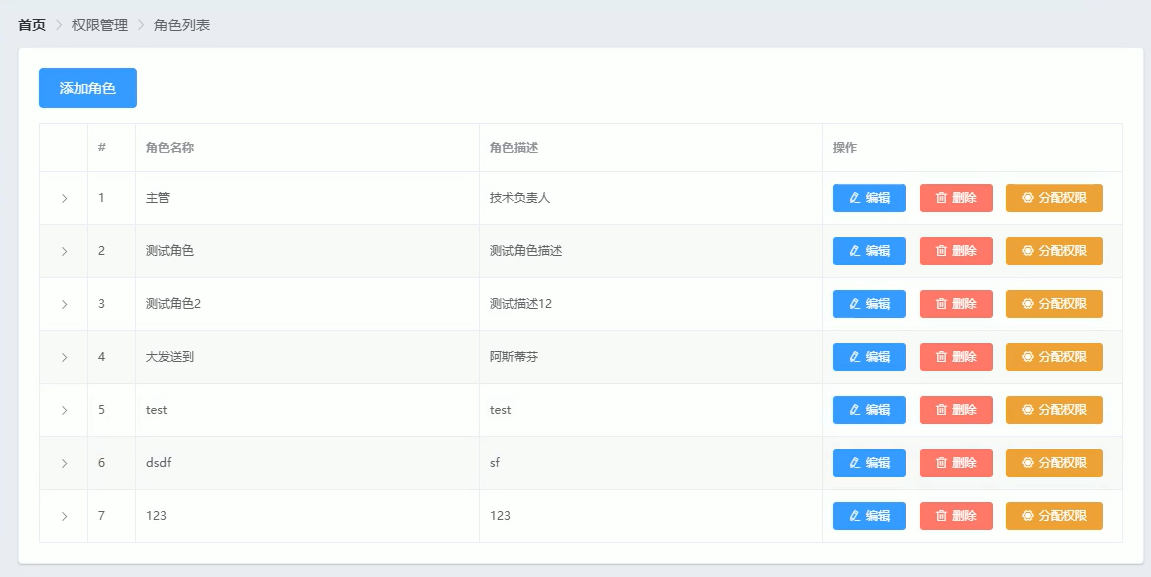 首页 > 权限管理 > 角色列表
添加角色
# 角色名称 角色描述 操作
1 主管 技术负责人 编辑 删除 分配权限
2 测试角色 测试角色描述 编辑 删除 分配权限
3 测试角色2 测试描述12 编辑 删除 分配权限
4 大发送到 阿斯蒂芬 编辑 删除 分配权限
5 test test 编辑 删除 分配权限
6 dsdf sf 编辑 删除 分配权限
7 123 123 编辑 删除 分配权限